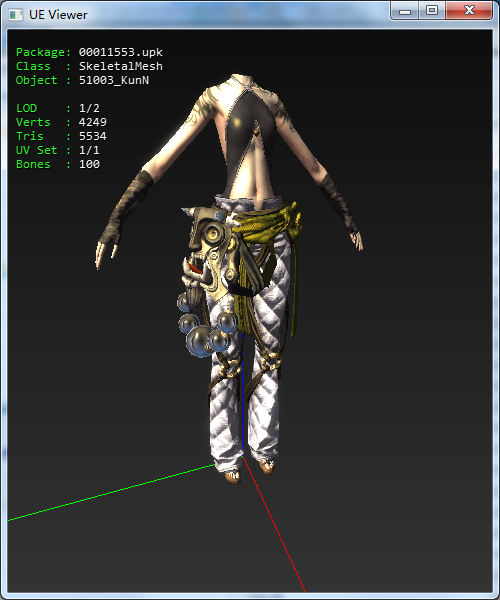 UE Viewer
Package: 00011553.upk
Class : SkeletalMesh
Object : 51003_KunN
LOD : 1/2
Verts : 4249
Tris : 5534
UV Set : 1/1
Bones : 100